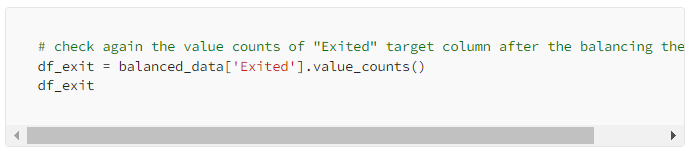 # check again the value counts of "Exited" target column after the balancing the
df_exit = balanced_data['Exited'].value_counts()
df_exit